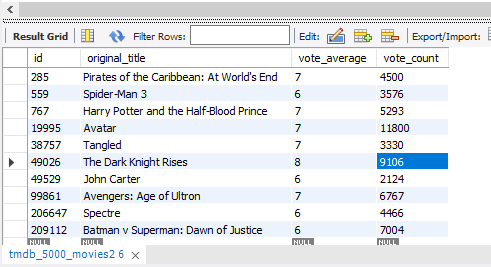 Result Grid Filter Rows: Edit: Export/Import:
id original_title vote_average vote_count
285 Pirates of the Caribbean: At World's End 7 4500
559 Spider-Man 3 6 3576
767 Harry Potter and the Half-Blood Prince 7 5293
19995 Avatar 7 11800
38757 Tangled 7 3330
49026 The Dark Knight Rises 8 9106
49529 John Carter 6 2124
99861 Avengers: Age of Ultron 7 6767
206647 Spectre 6 4466
209112 Batman v Superman: Dawn of Justice 6 7004
NULL NULL NULL NULL
tmdb_5000_movies2 6 ×